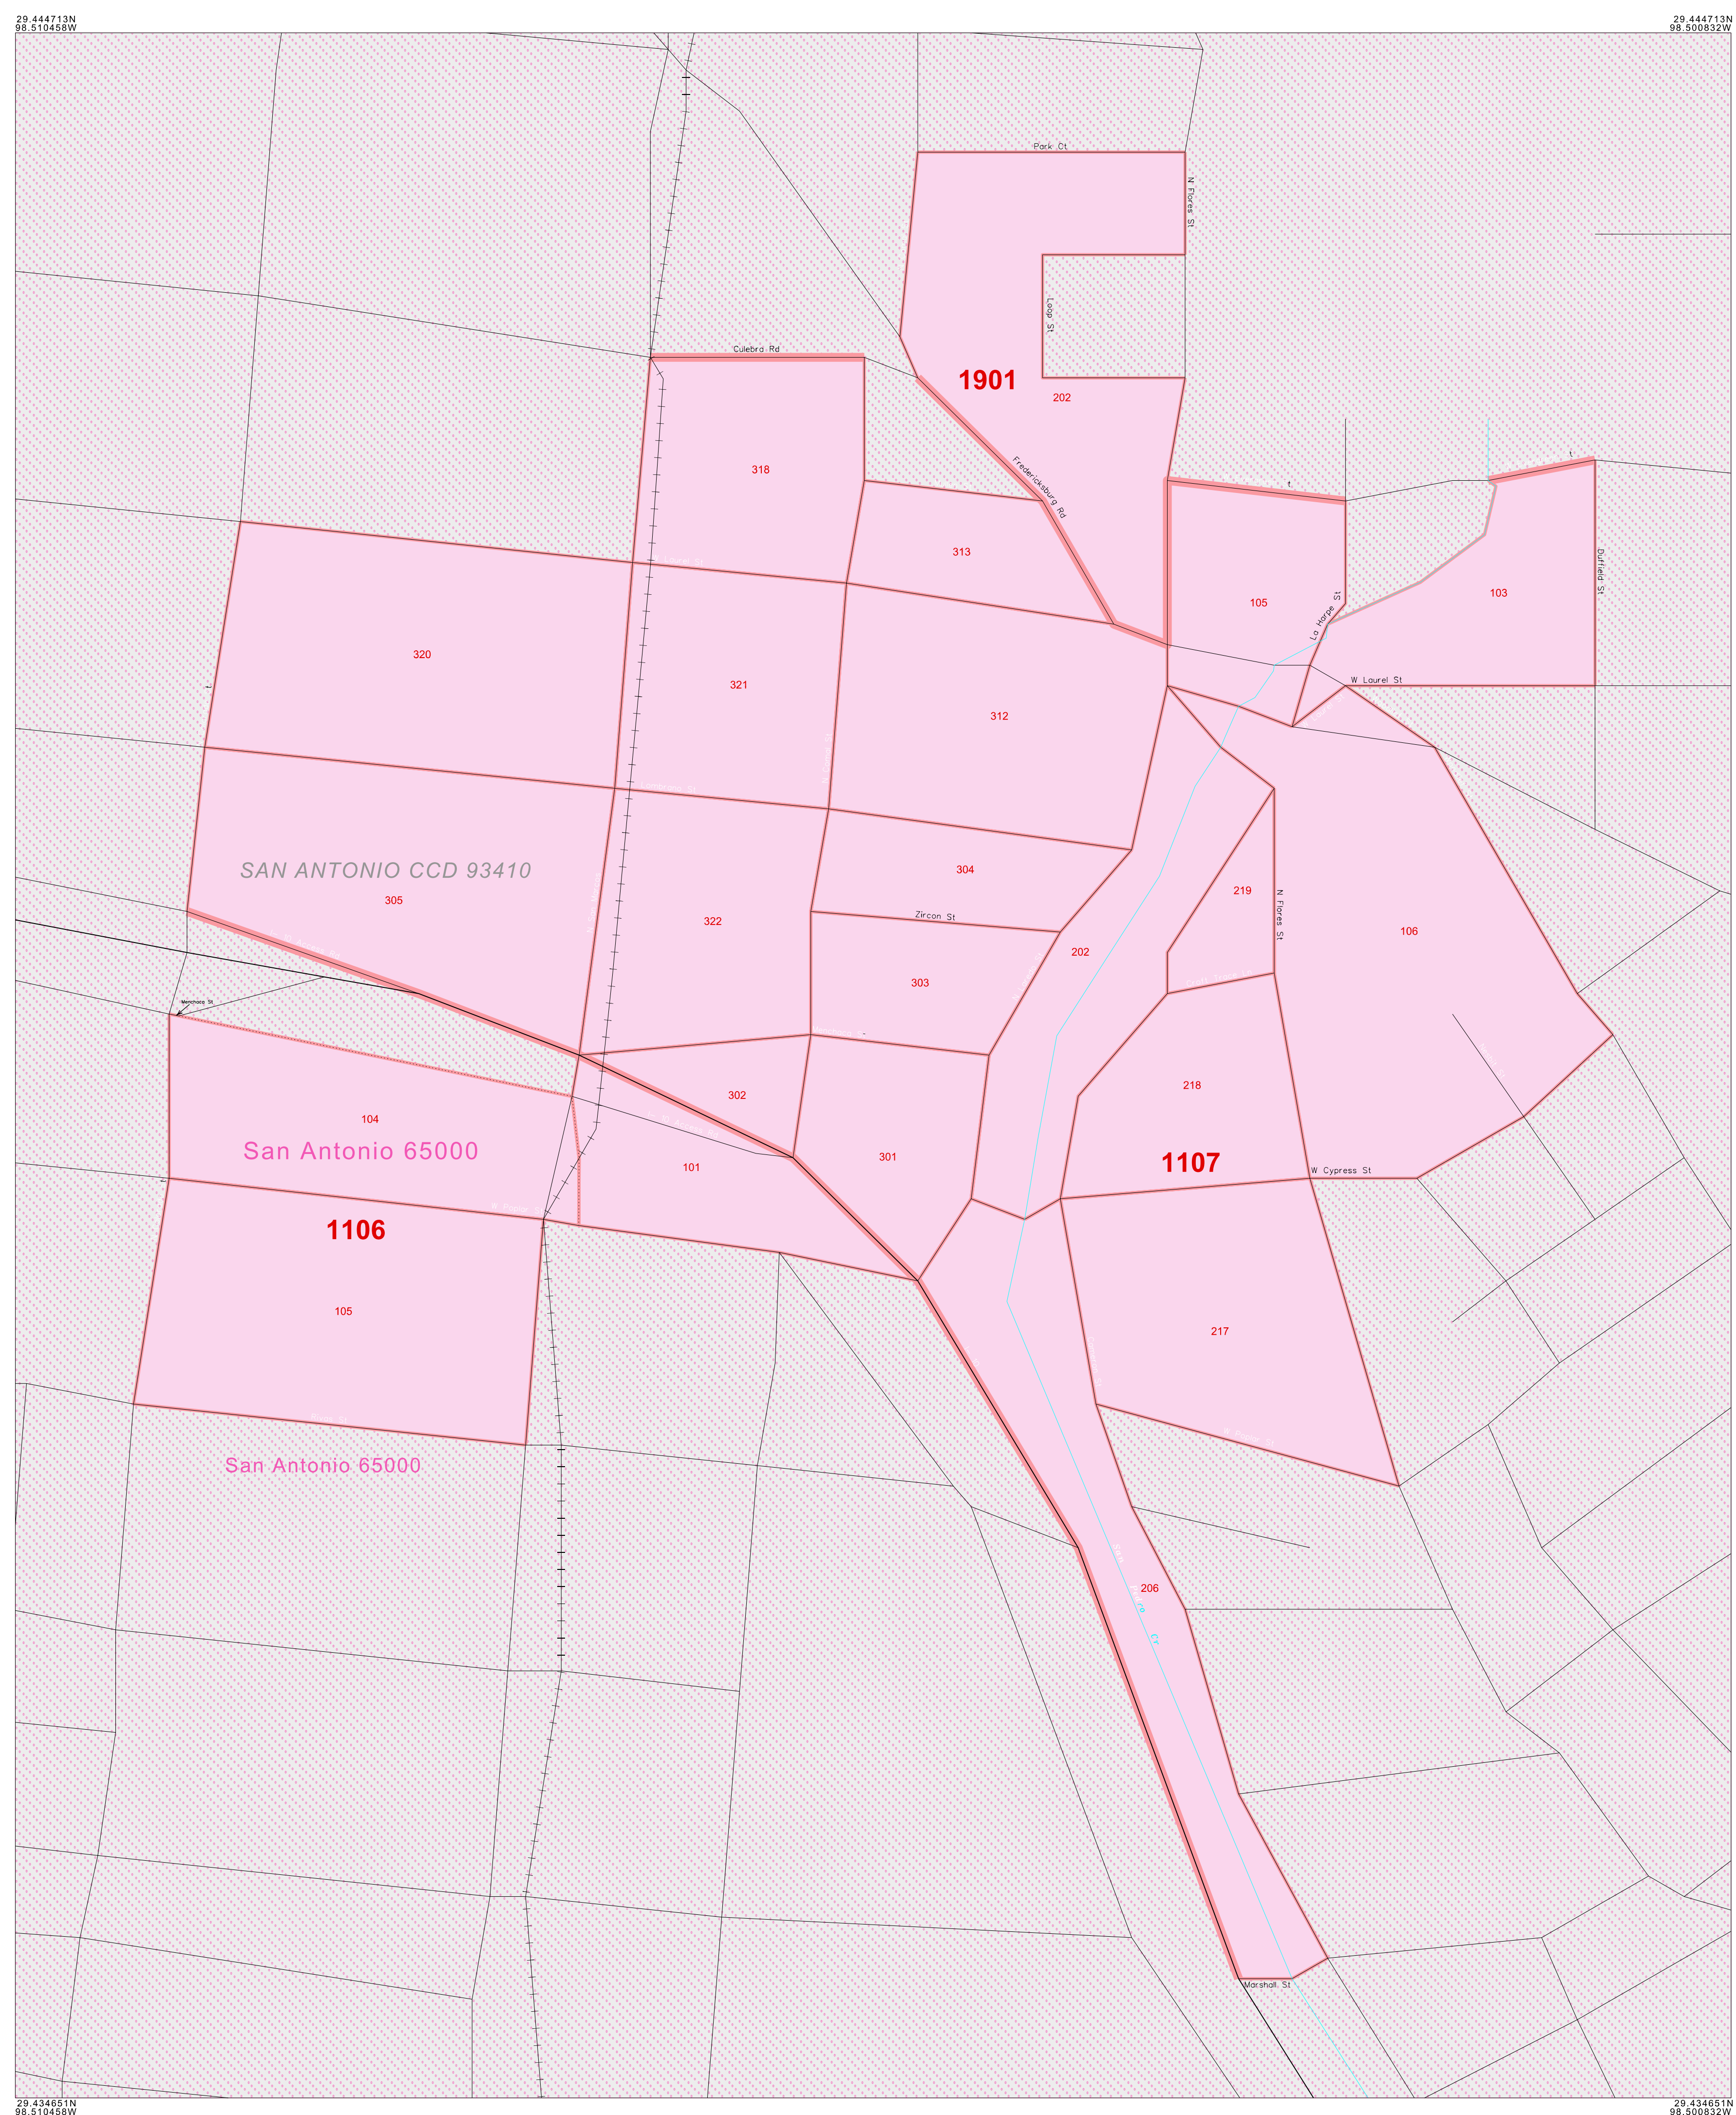 29.444713N
98.510458W
29.444713N
98.500832W
Park Ct
N Flores St
Loop St
Culebra Rd
1901
202
318
Fredericksburg Rd
t
t
313
Duffield St
103
105
La Harpe St
320
321
W Laurel St
312
SAN ANTONIO CCD 93410
305
304
219
N Flores St
Zircon St
322
202
106
303
Menchaca St
302
218
104
San Antonio 65000
101
301
1107
W Cypress St
1106
105
217
San Antonio 65000
206
Marshall St
29.434651N
98.510458W
29.434651N
98.500832W